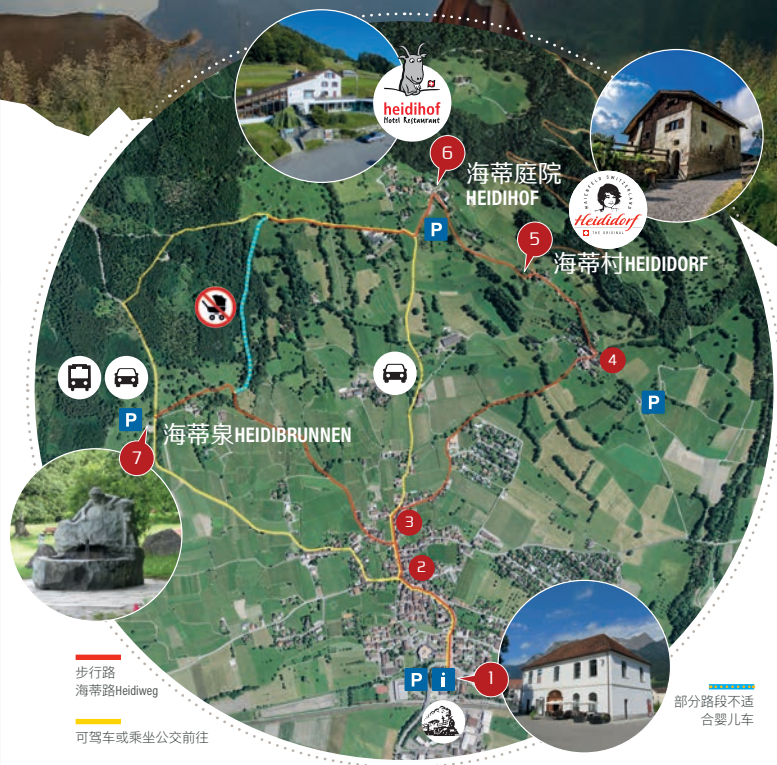 heidihof
Hotel Restaurant
6
海蒂庭院
HEIDIHOF
MAIENFELD SWITZERLAND
Heididorf
THE ORIGINAL
P
5
海蒂村HEIDIDORF
4
P
P
海蒂泉HEIDIBRUNNEN
7
3
2
P i
1
步行路
海蒂路Heidiweg
可驾车或乘坐公交前往
部分路段不适
合婴儿车